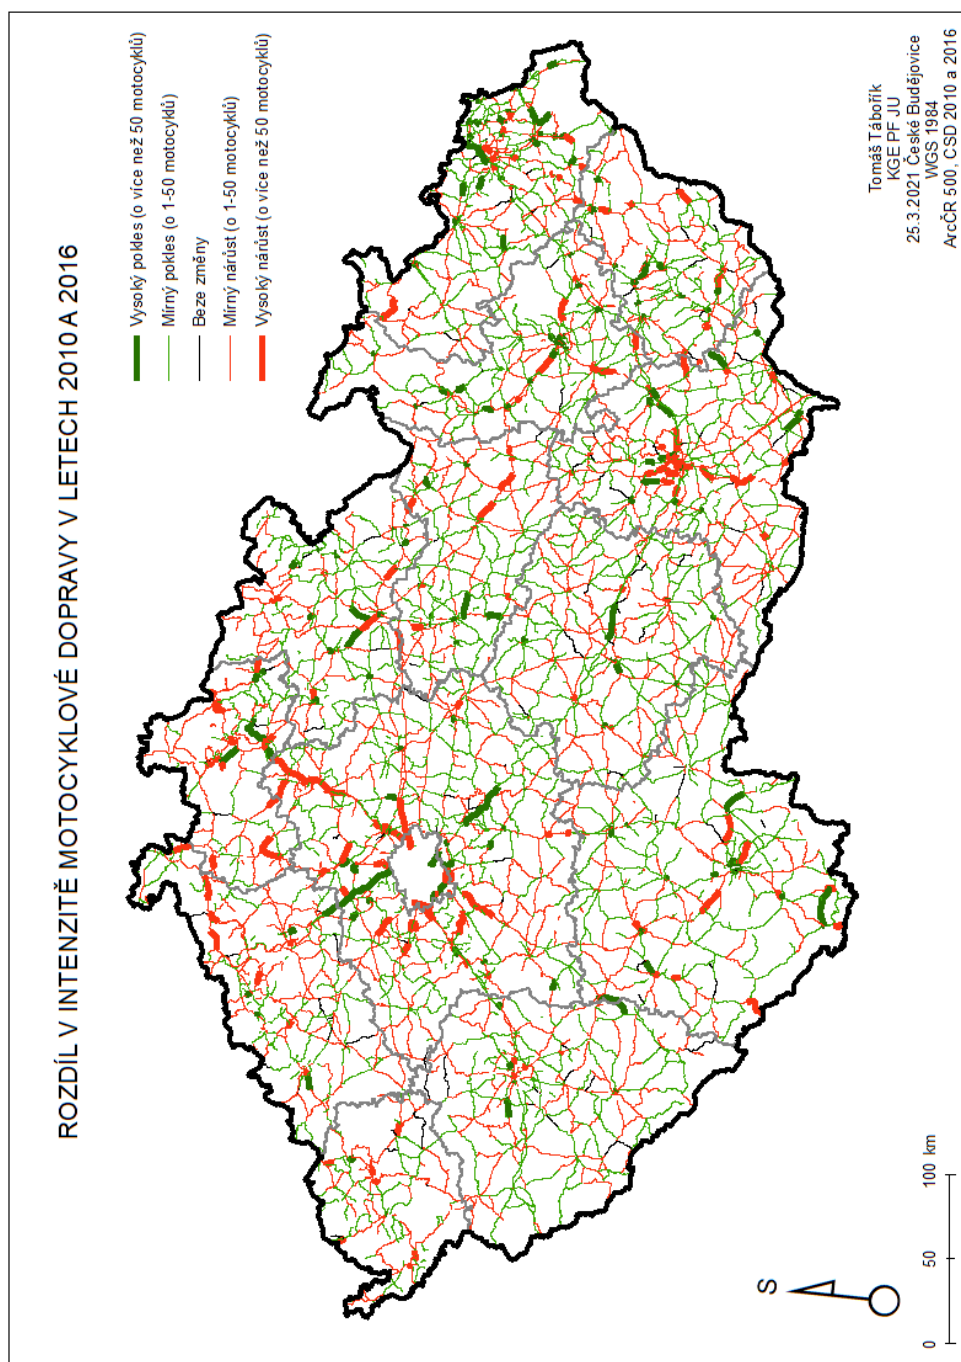 ROZDÍL V INTENZITĚ MOTOCYKLOVÉ DOPRAVY V LETECH 2010 A 2016
Vysoký pokles (o více než 50 motocyklů)
Mírný pokles (o 1-50 motocyklů)
Beze změny
Mírný nárůst (o 1-50 motocyklů)
Vysoký nárůst (o více než 50 motocyklů)
S
0 50 100 km
Tomáš Tábořík
KGE PF JU
25.3.2021 České Budějovice
WGS 1984
ArcČR 500, CSD 2010 a 2016